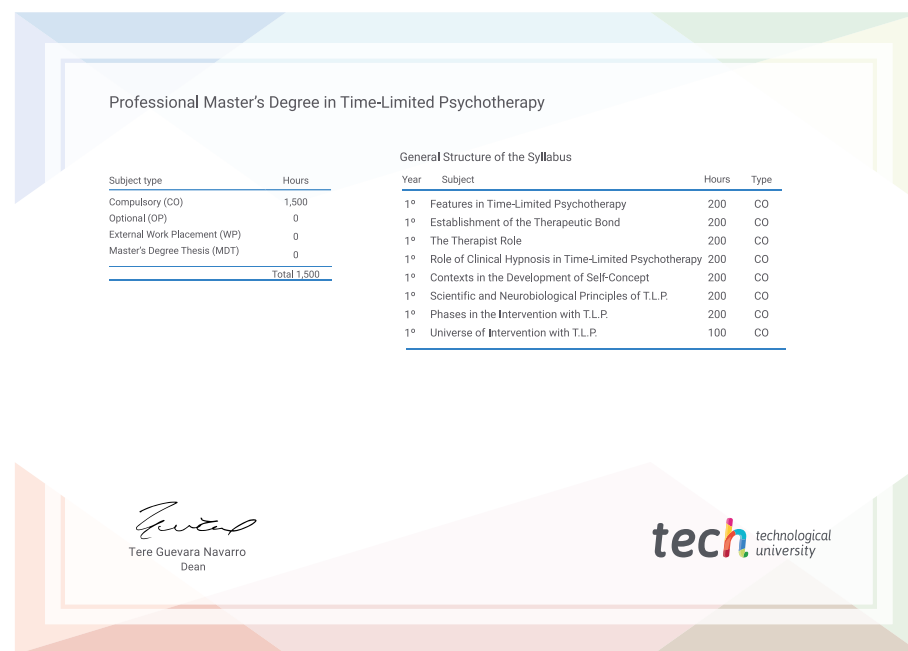 Professional Master's Degree in Time-Limited Psychotherapy
Subject type Hours
Compulsory (CO) 1,500
Optional (OP) 0
External Work Placement (WP) 0
Master's Degree Thesis (MDT) 0
Total 1,500
General Structure of the Syllabus
Year Subject Hours Type
1º Features in Time-Limited Psychotherapy 200 CO
1º Establishment of the Therapeutic Bond 200 CO
1º The Therapist Role 200 CO
1º Role of Clinical Hypnosis in Time-Limited Psychotherapy 200 CO
1º Contexts in the Development of Self-Concept 200 CO
1º Scientific and Neurobiological Principles of T.L.P. 200 CO
1º Phases in the Intervention with T.L.P. 200 CO
1º Universe of Intervention with T.L.P. 100 CO
Tere Guevara Navarro
Dean
tech technological
university